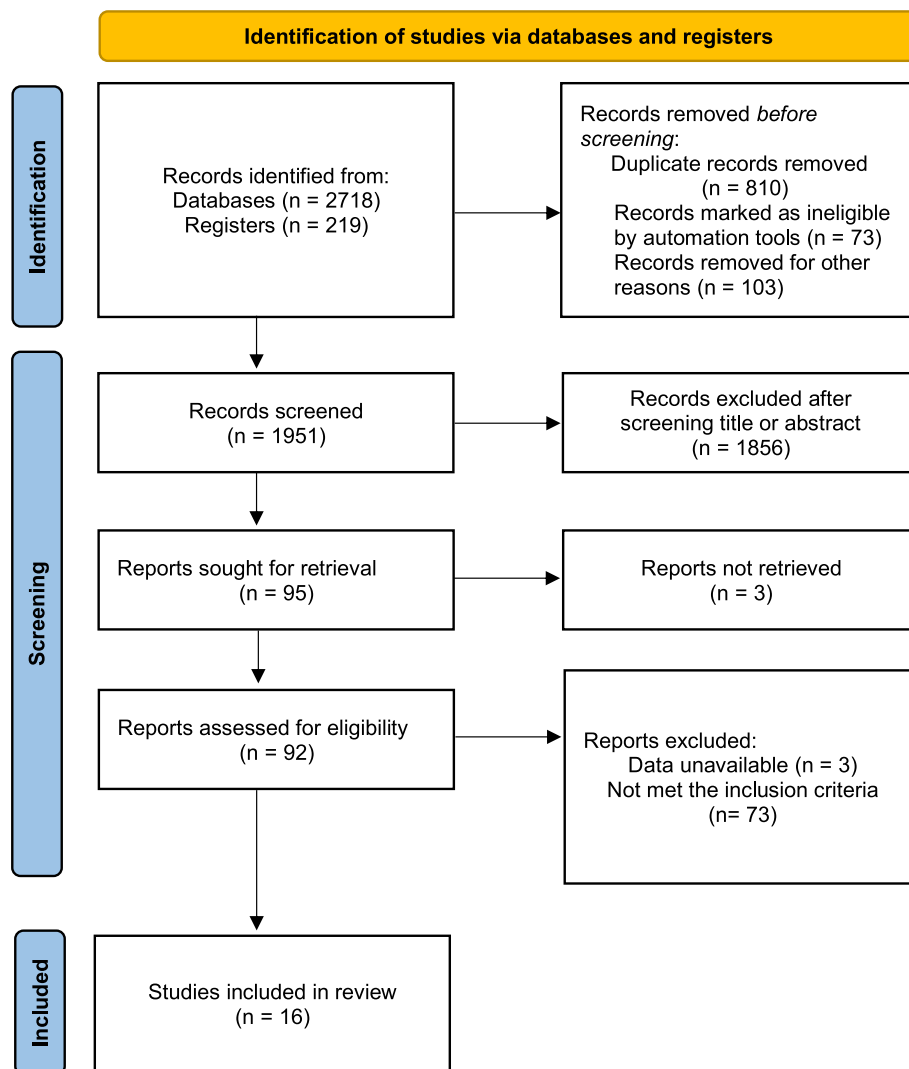 Identification of studies via databases and registers
Identification
Records identified from:
Databases (n = 2718)
Registers (n = 219)
Records removed before
screening:
Duplicate records removed
(n = 810)
Records marked as ineligible
by automation tools (n = 73)
Records removed for other
reasons (n = 103)
Screening
Records screened
(n = 1951)
Records excluded after
screening title or abstract
(n = 1856)
Reports sought for retrieval
(n = 95)
Reports not retrieved
(n = 3)
Reports assessed for eligibility
(n = 92)
Reports excluded:
Data unavailable (n = 3)
Not met the inclusion criteria
(n= 73)
Included
Studies included in review
(n = 16)